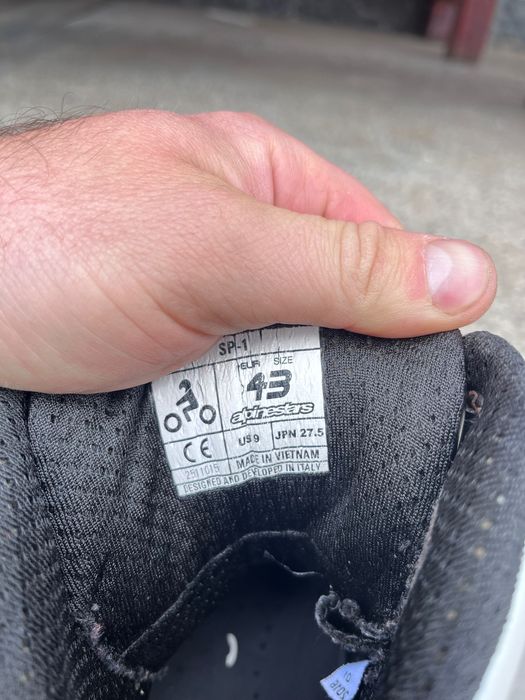 SP-1
EUR SIZE
43
alpinestars
CE
US 9 JPN 27.5
2511015 MADE IN VIETNAM
DESIGNED AND DEVELOPED IN ITALY